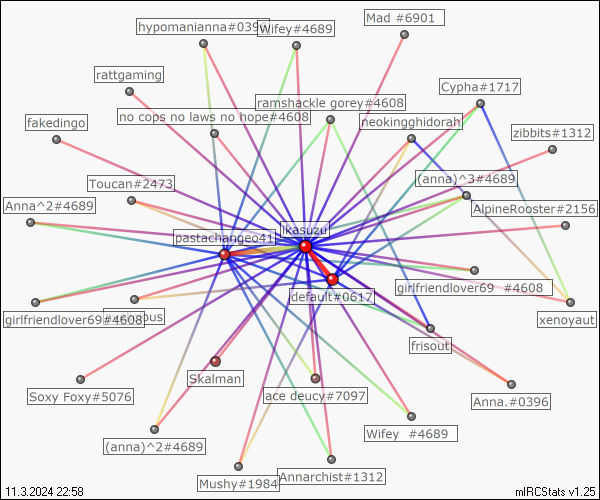 Mad #6901
hypomanianna#039
Wifey#4689
rattgaming
Cypha#1717
ramshackle gorey#4608
no cops no laws no hope#4608
neokingghidorah
fakedingo
zibbits#1312
(anna)^3#4689
Toucan#2473
Anna^2#4689
AlpineRooster#2156
ikasuzu
pastachangeo41
girlfriendlover69 #4608
default#0617
girlfriendlover69#4608
xenoyaut
frisout
Skalman
Soxy Foxy#5076
ace deucy#7097
Anna.#0396
Wifey #4689
(anna)^2#4689
Mushy#1984
Annarchist#1312
11.3.2024 22:58
mIRCStats v1.25